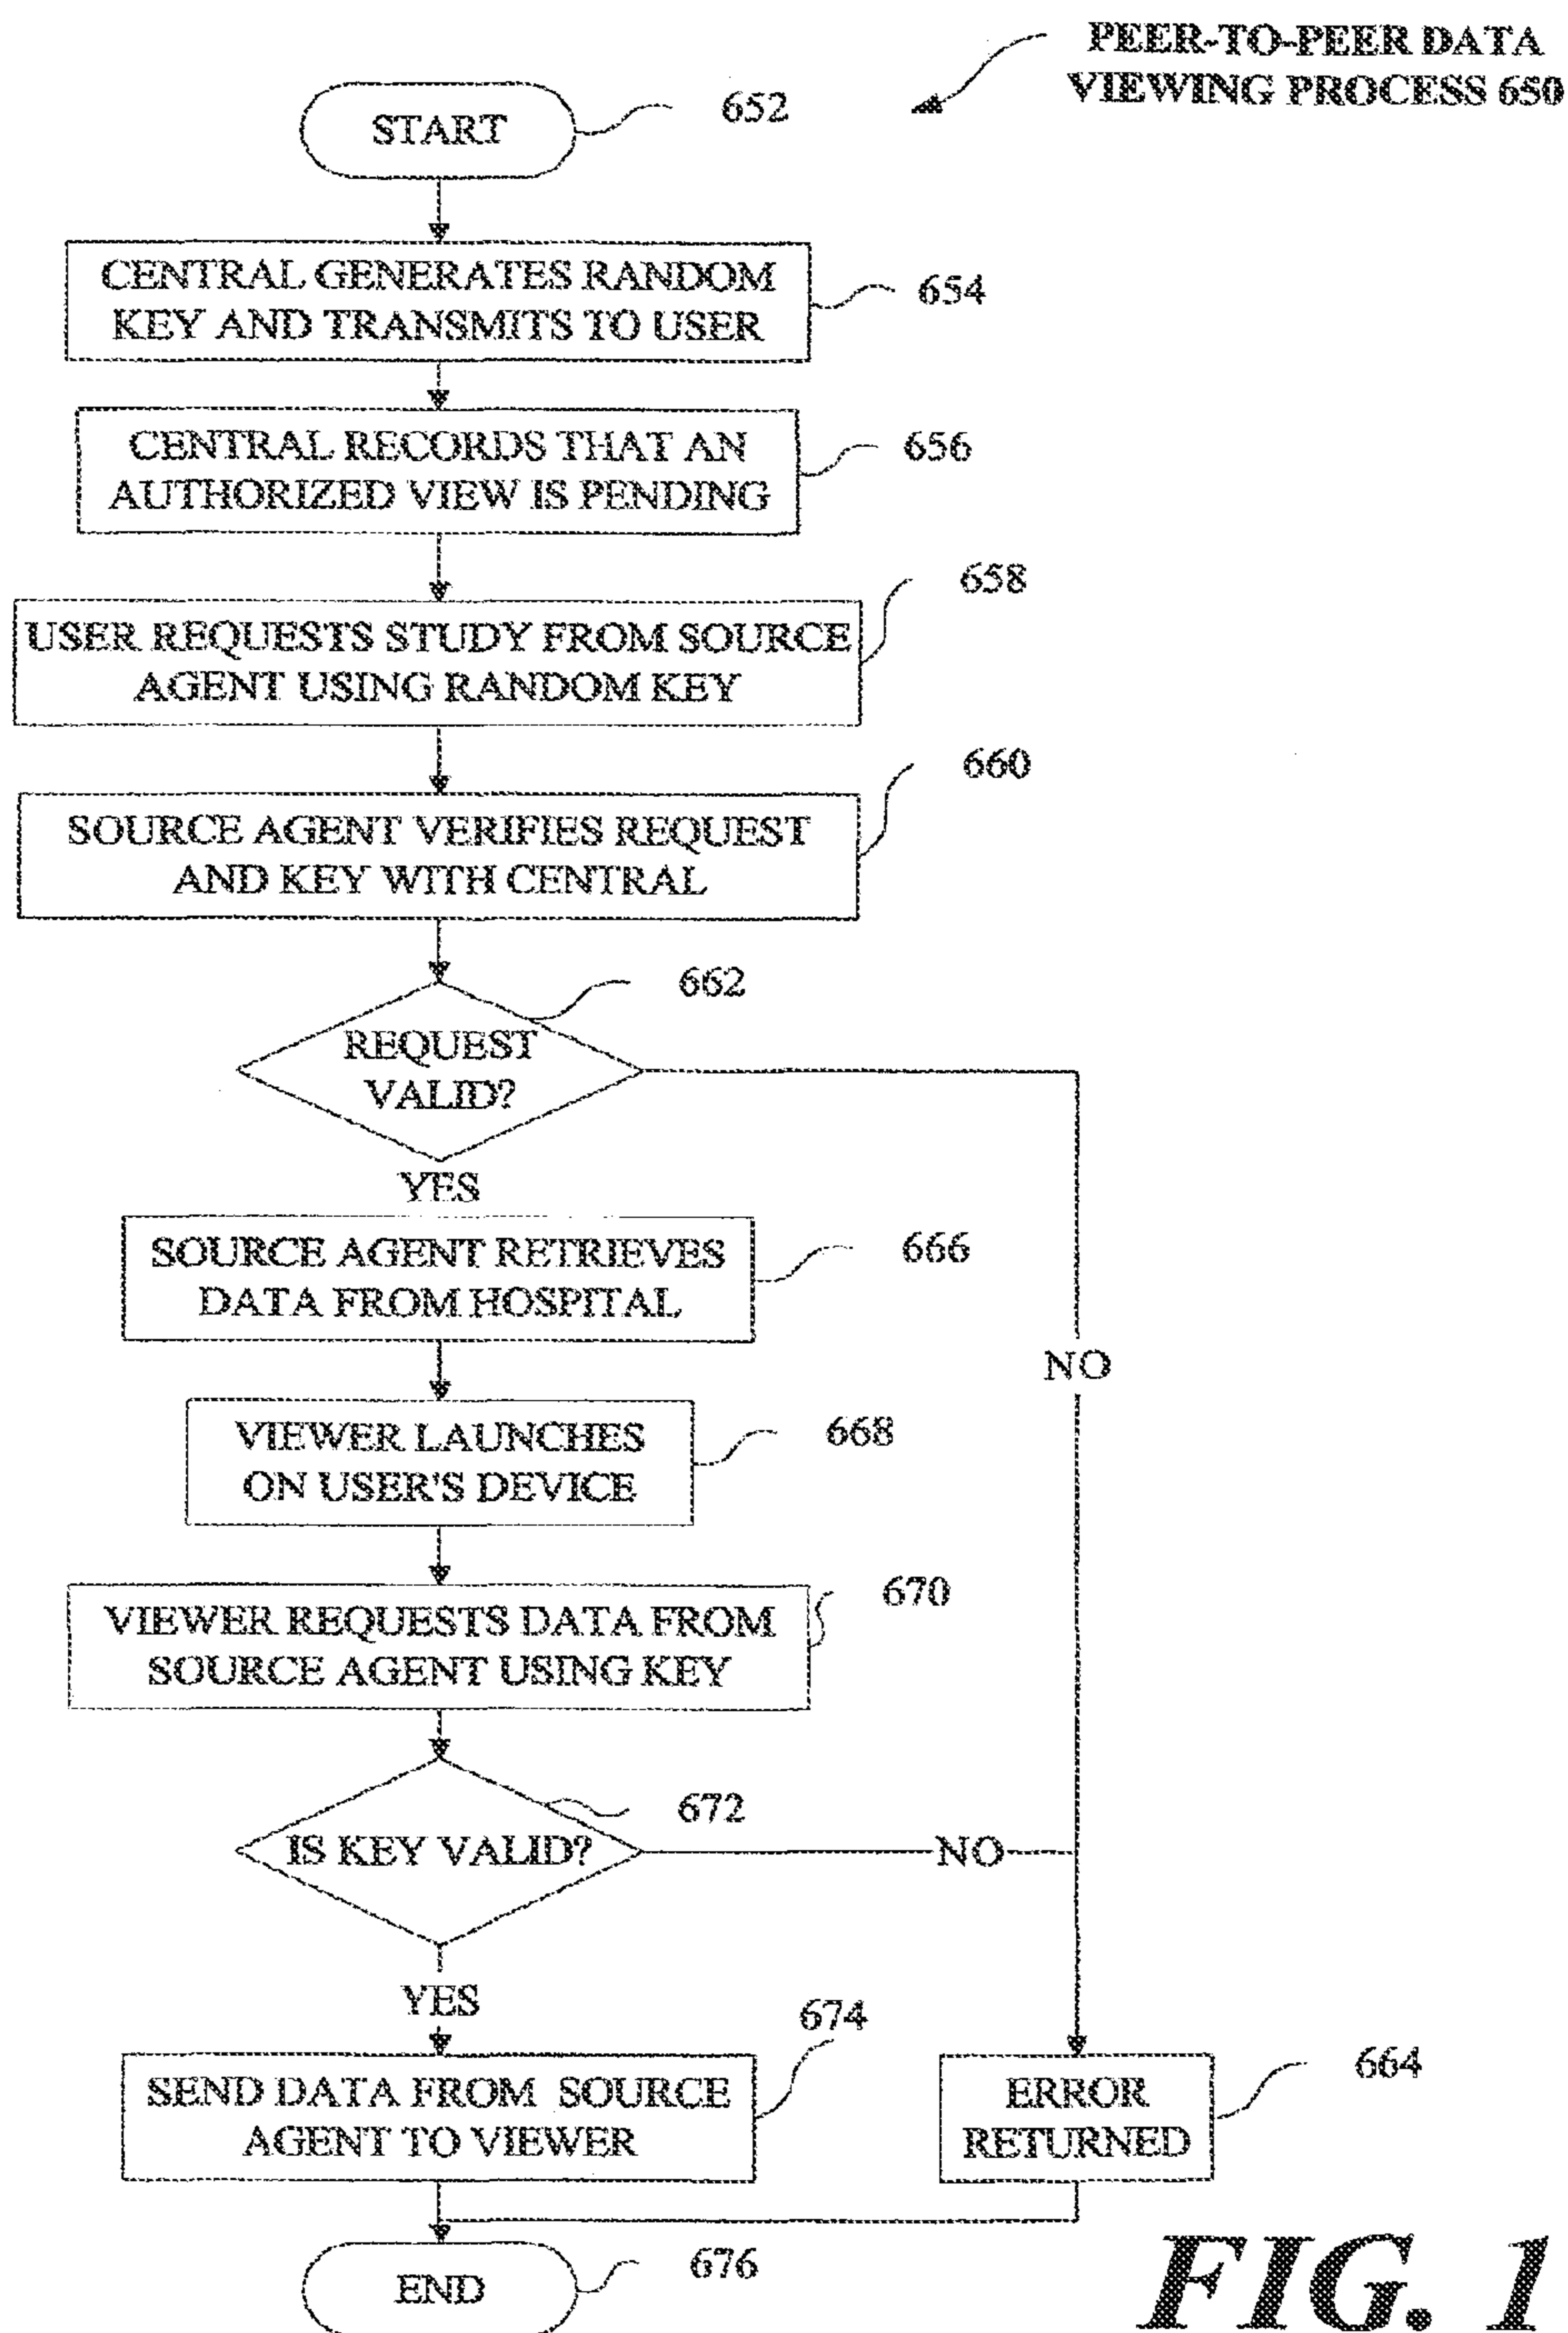 PEER-TO-PEER DATA
VIEWING PROCESS 650
START
652
CENTRAL GENERATES RANDOM
KEY AND TRANSMITS TO USER
654
CENTRAL RECORDS THAT AN
AUTHORIZED VIEW IS PENDING
656
USER REQUESTS STUDY FROM SOURCE
AGENT USING RANDOM KEY
658
SOURCE AGENT VERIFIES REQUEST
AND KEY WITH CENTRAL
660
REQUEST
VALID?
662
YES
SOURCE AGENT RETRIEVES
DATA FROM HOSPITAL
666
NO
VIEWER LAUNCHES
ON USER'S DEVICE
668
VIEWER REQUESTS DATA FROM
SOURCE AGENT USING KEY
670
IS KEY VALID?
672
NO
YES
SEND DATA FROM SOURCE
AGENT TO VIEWER
674
ERROR
RETURNED
664
END
676
FIG. 1